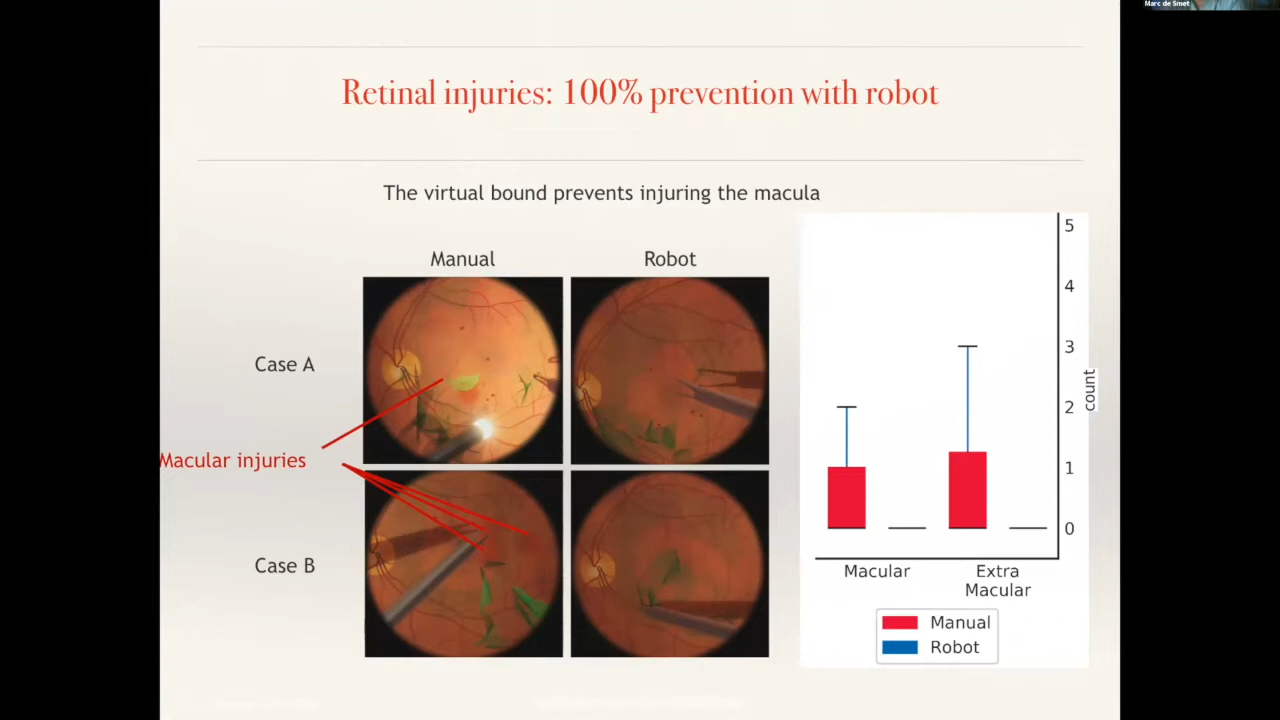 Marc de Smet
Retinal injuries: 100% prevention with robot
The virtual bound prevents injuring the macula
Manual
Robot
Case A
Macular injuries
Case B
5
4
3
2
1
0
count
Macular
Extra
Macular
Manual
Robot